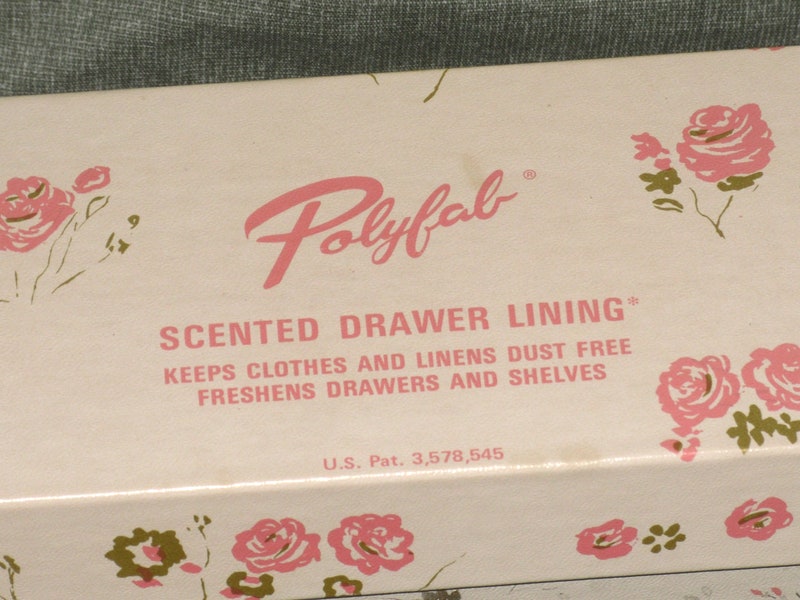 Polyfab®
SCENTED DRAWER LINING*
KEEPS CLOTHES AND LINENS DUST FREE
FRESHENS DRAWERS AND SHELVES
U.S. Pat. 3,578,545